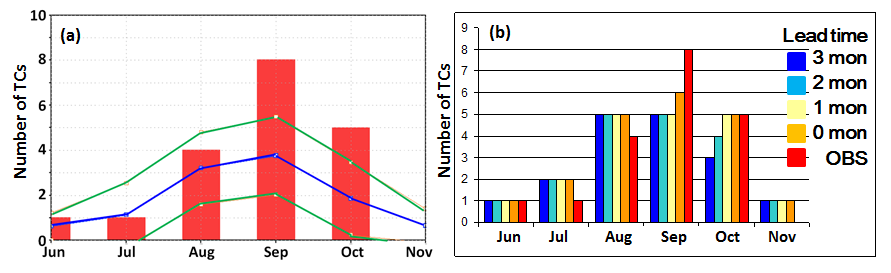 (a)
Number of TCs
10
8
6
4
2
0
Jun Jul Aug Sep Oct Nov
(b)
Number of TCs
9
8
7
6
5
4
3
2
1
0
Jun Jul Aug Sep Oct Nov
Lead time
3 mon
2 mon
1 mon
0 mon
OBS